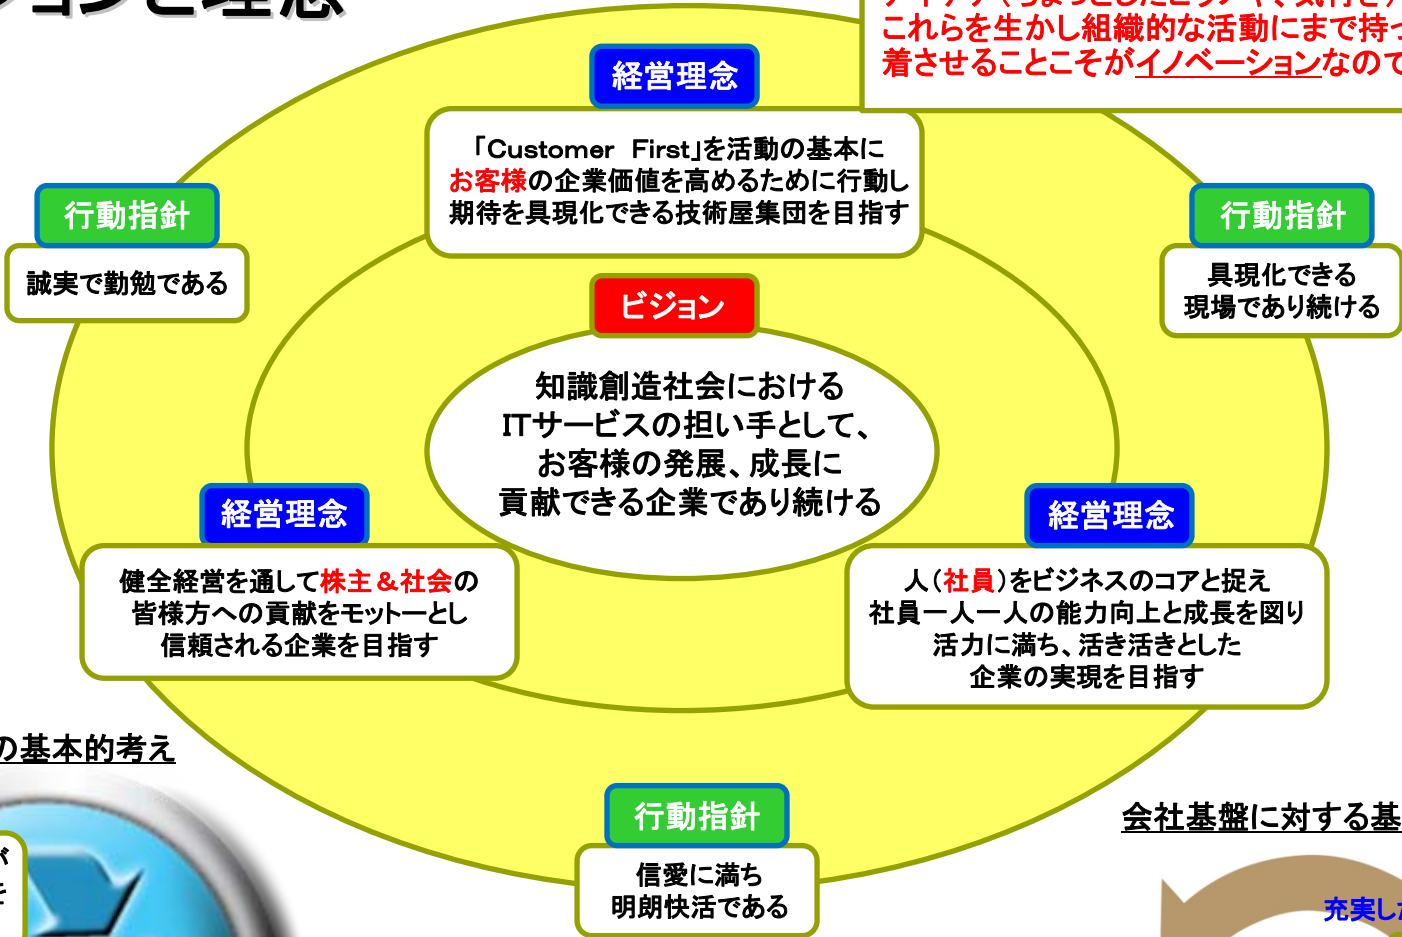 ョンと理念
これらを生かし組織的な活動にまで持っ
着させることこそがイノベーションなので
経営理念
「Customer First」を活動の基本に
お客様の企業価値を高めるために行動し
期待を具現化できる技術屋集団を目指す
行動指針
誠実で勤勉である
行動指針
具現化できる
現場であり続ける
ビジョン
知識創造社会における
ITサービスの担い手として、
お客様の発展、成長に
貢献できる企業であり続ける
経営理念
健全経営を通して株主&社会の
皆様方への貢献をモットーとし
信頼される企業を目指す
経営理念
人(社員)をビジネスのコアと捉え
社員一人一人の能力向上と成長を図り
活力に満ち、活き活きとした
企業の実現を目指す
の基本的考え
行動指針
信愛に満ち
明朗快活である
会社基盤に対する基
が
を
充実し